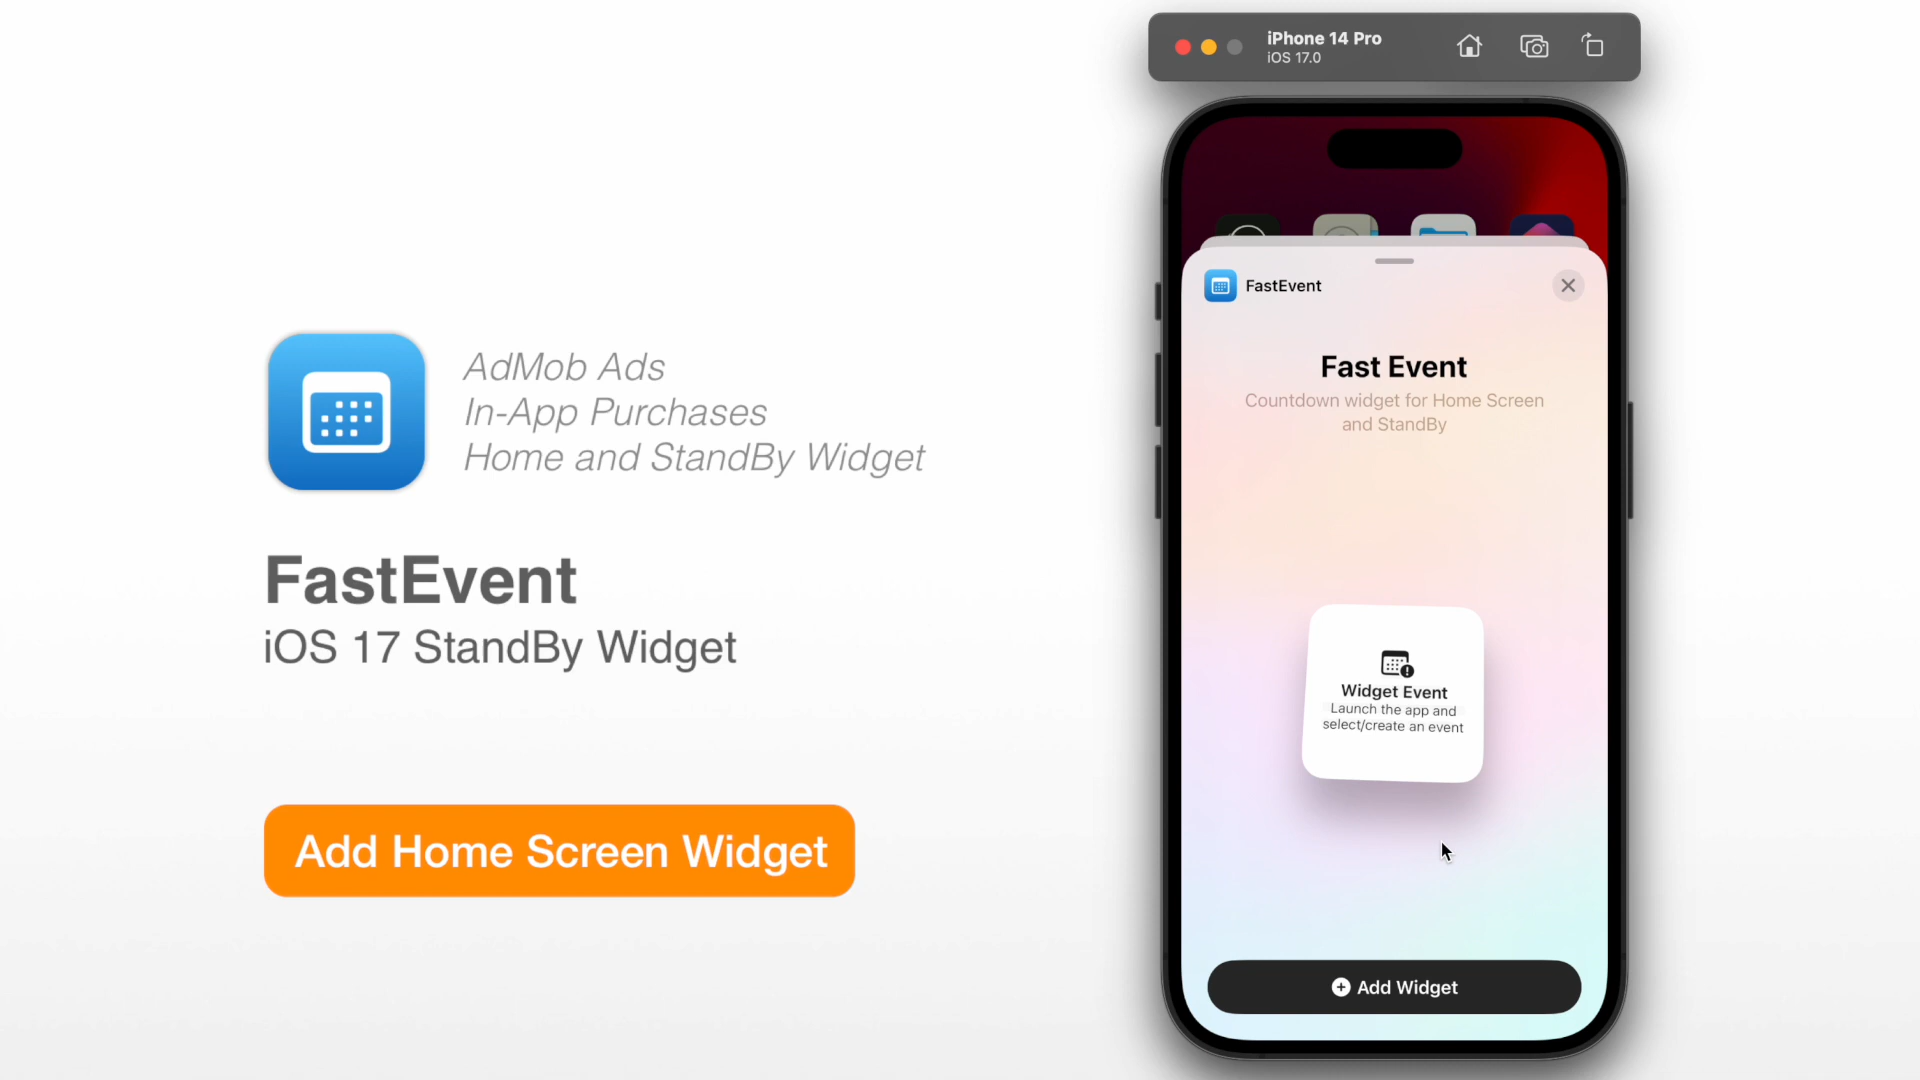 AdMob Ads
In-App Purchases
Home and StandBy Widget
FastEvent
iOS 17 StandBy Widget
Add Home Screen Widget
iPhone 14 Pro
iOS 17.0
FastEvent
Fast Event
Countdown widget for Home Screen
and StandBy
Widget Event
Launch the app and
select/create an event
Add Widget